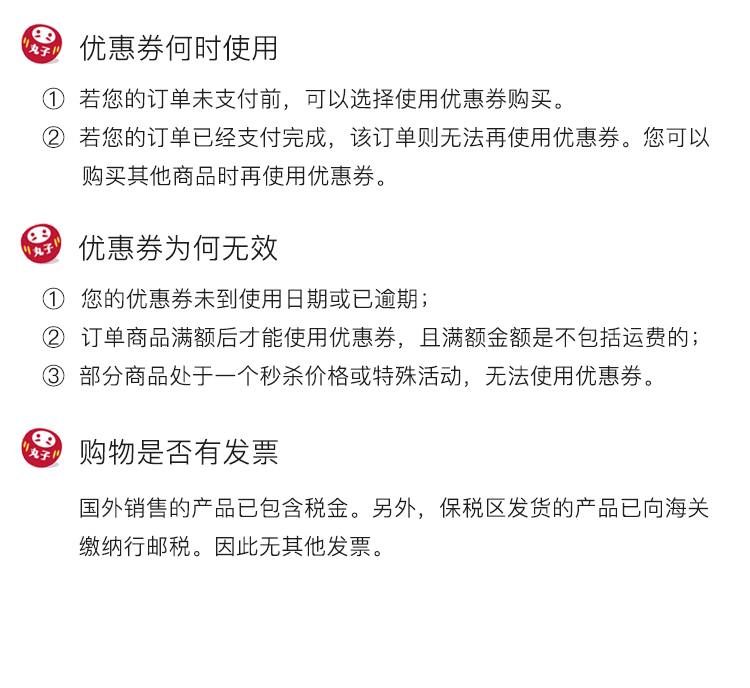 丸子
优惠券何时使用
① 若您的订单未支付前，可以选择使用优惠券购买。
② 若您的订单已经支付完成，该订单则无法再使用优惠券。您可以
购买其他商品时再使用优惠券。
丸子
优惠券为何无效
① 您的优惠券未到使用日期或已逾期；
② 订单商品满额后才能使用优惠券，且满额金额是不包括运费的；
③ 部分商品处于一个秒杀价格或特殊活动，无法使用优惠券。
丸子
购物是否有发票
国外销售的产品已包含税金。另外，保税区发货的产品已向海关
缴纳行邮税。因此无其他发票。